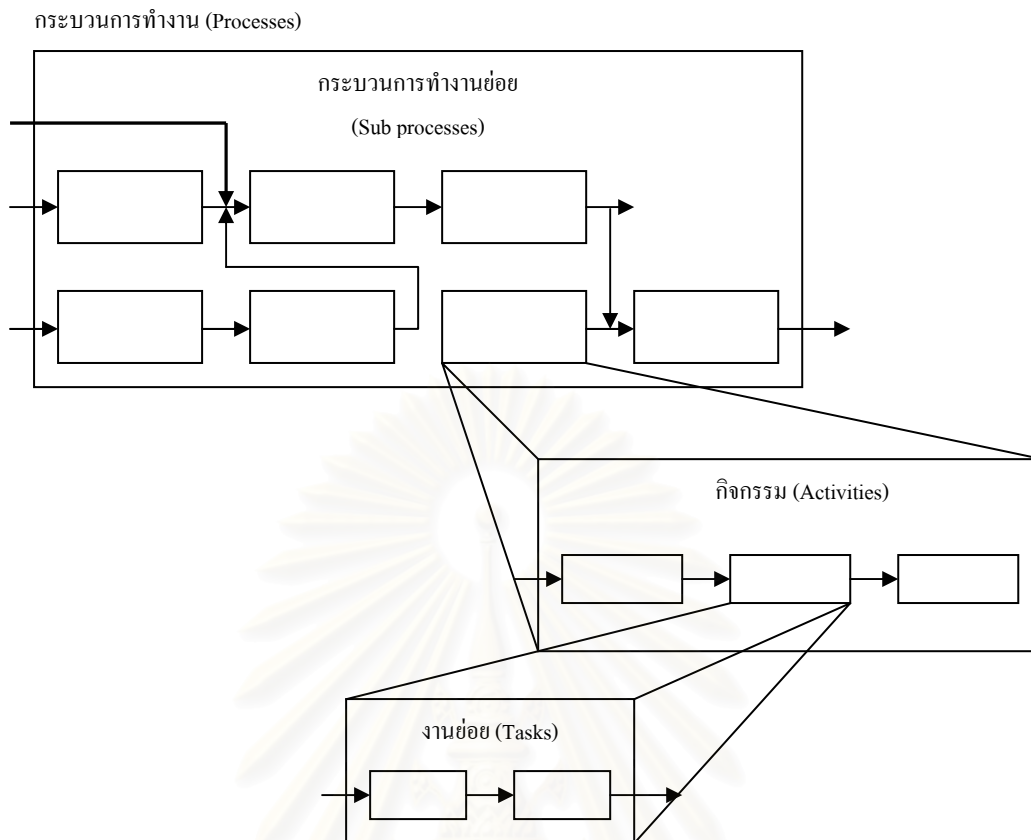 กระบวนการทำงาน (Processes)
กระบวนการทำงานย่อย
(Sub processes)
กิจกรรม (Activities)
งานย่อย (Tasks)